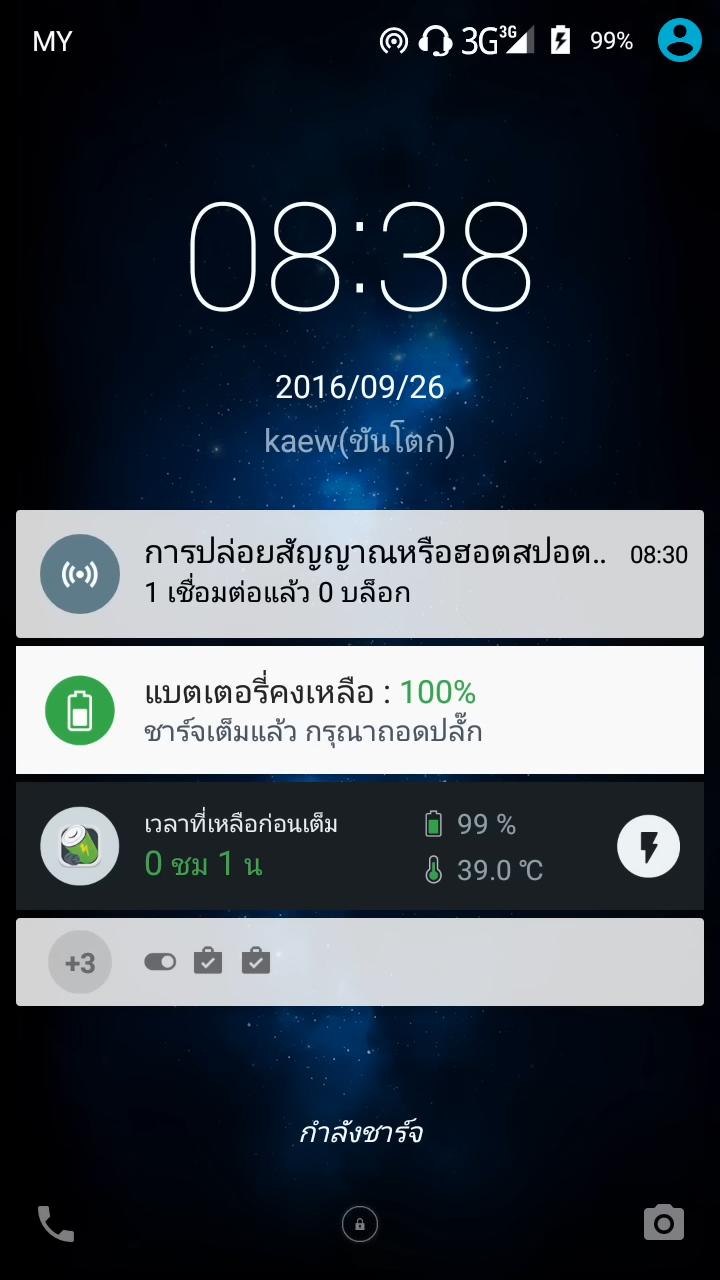 MY
3G 3G 99%
08:38
2016/09/26
kaew(ขันโตก)
การปล่อยสัญญาณหรือฮอตสปอต.. 08:30
1 เชื่อมต่อแล้ว 0 บล็อก
แบตเตอรี่คงเหลือ : 100%
ชาร์จเต็มแล้ว กรุณาถอดปลั๊ก
เวลาที่เหลือก่อนเต็ม 99 %
0 ชม 1 น 39.0 ℃
+3
กำลังชาร์จ